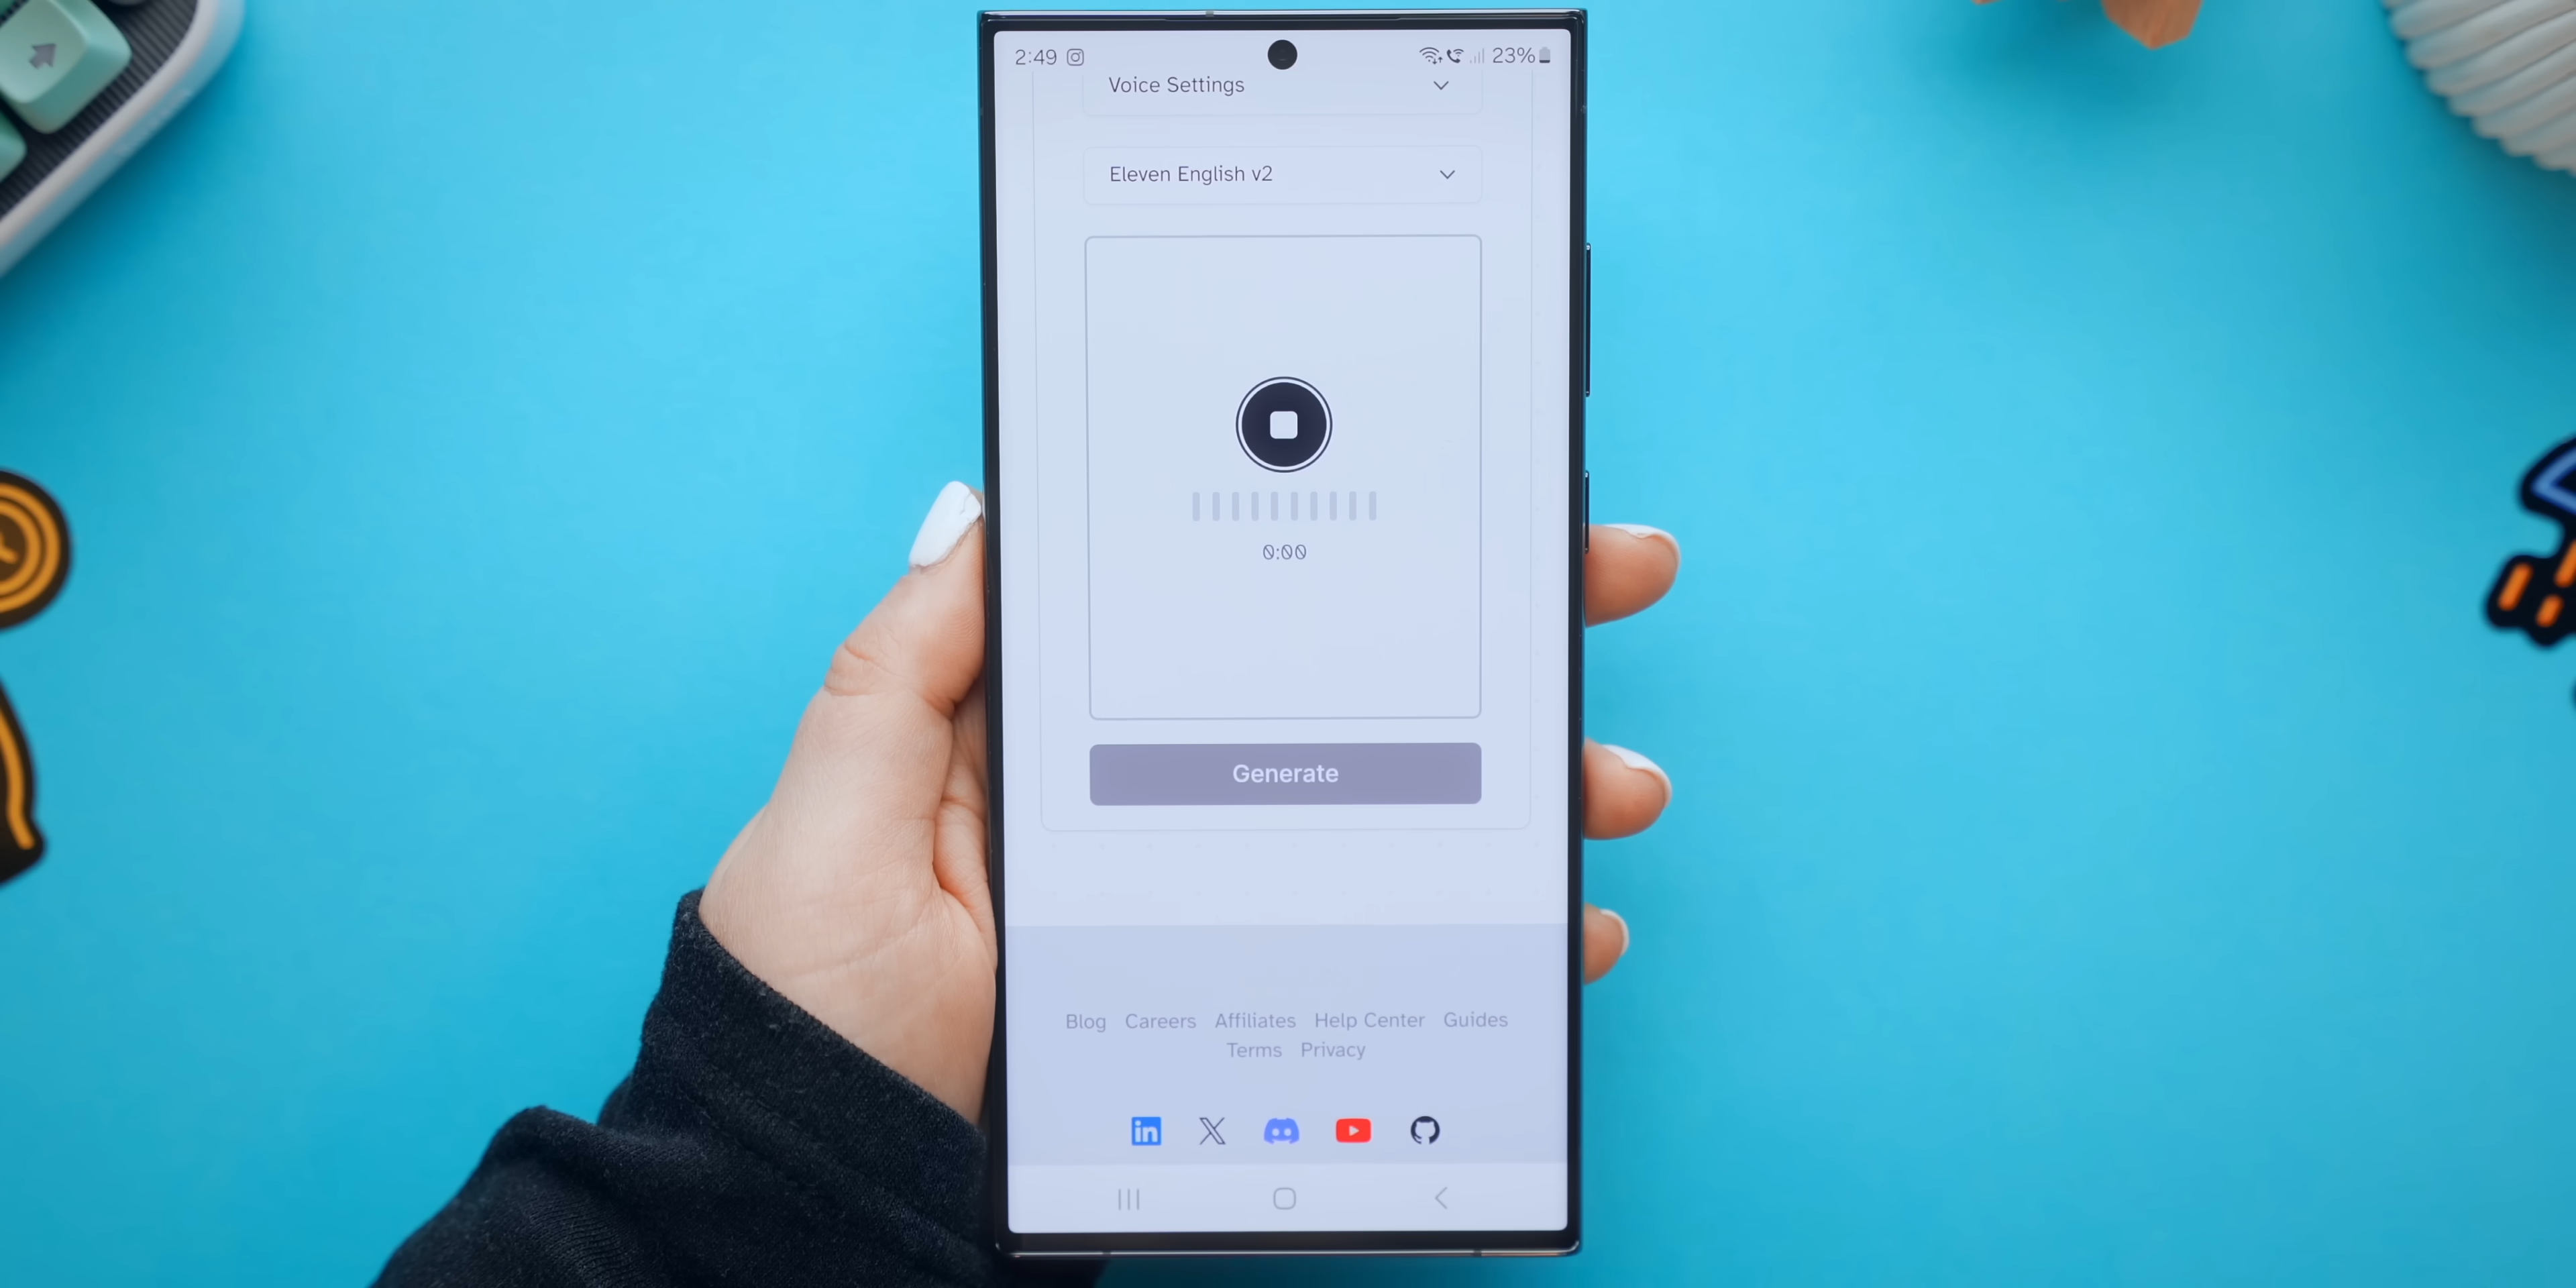 2:49 23%
Voice Settings
Eleven English v2
0:00
Generate
Blog Careers Affiliates Help Center Guides
Terms Privacy
in